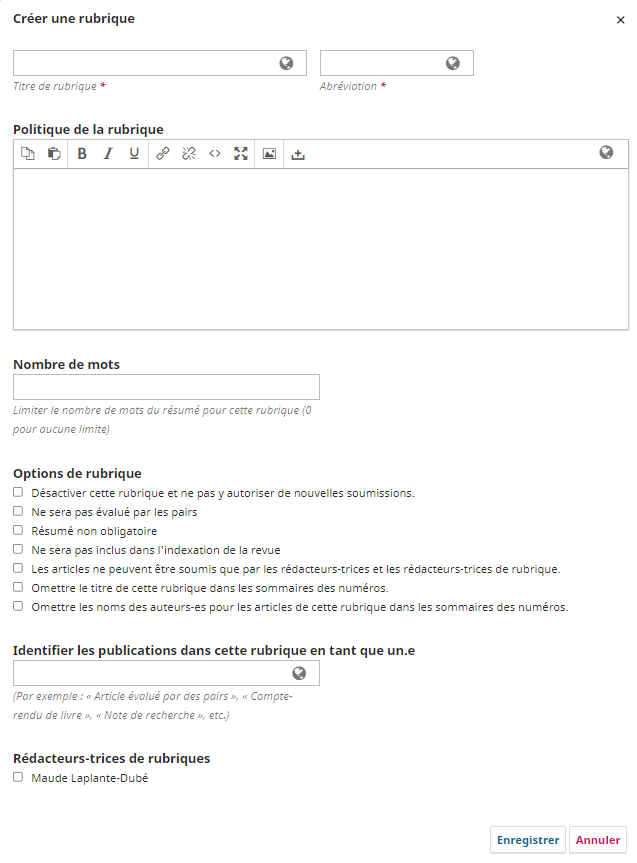 Créer une rubrique ×
Titre de rubrique * Abréviation *
Politique de la rubrique
B I U <>
Nombre de mots
Limiter le nombre de mots du résumé pour cette rubrique (0
pour aucune limite)
Options de rubrique
Désactiver cette rubrique et ne pas y autoriser de nouvelles soumissions.
Ne sera pas évalué par les pairs
Résumé non obligatoire
Ne sera pas inclus dans l'indexation de la revue
Les articles ne peuvent être soumis que par les rédacteurs-trices et les rédacteurs-trices de rubrique.
Omettre le titre de cette rubrique dans les sommaires des numéros.
Omettre les noms des auteurs-es pour les articles de cette rubrique dans les sommaires des numéros.
Identifier les publications dans cette rubrique en tant que un.e
(Par exemple : « Article évalué par des pairs », « Compte-
rendu de livre », « Note de recherche », etc.)
Rédacteurs-trices de rubriques
Maude Laplante-Dubé
Enregistrer Annuler